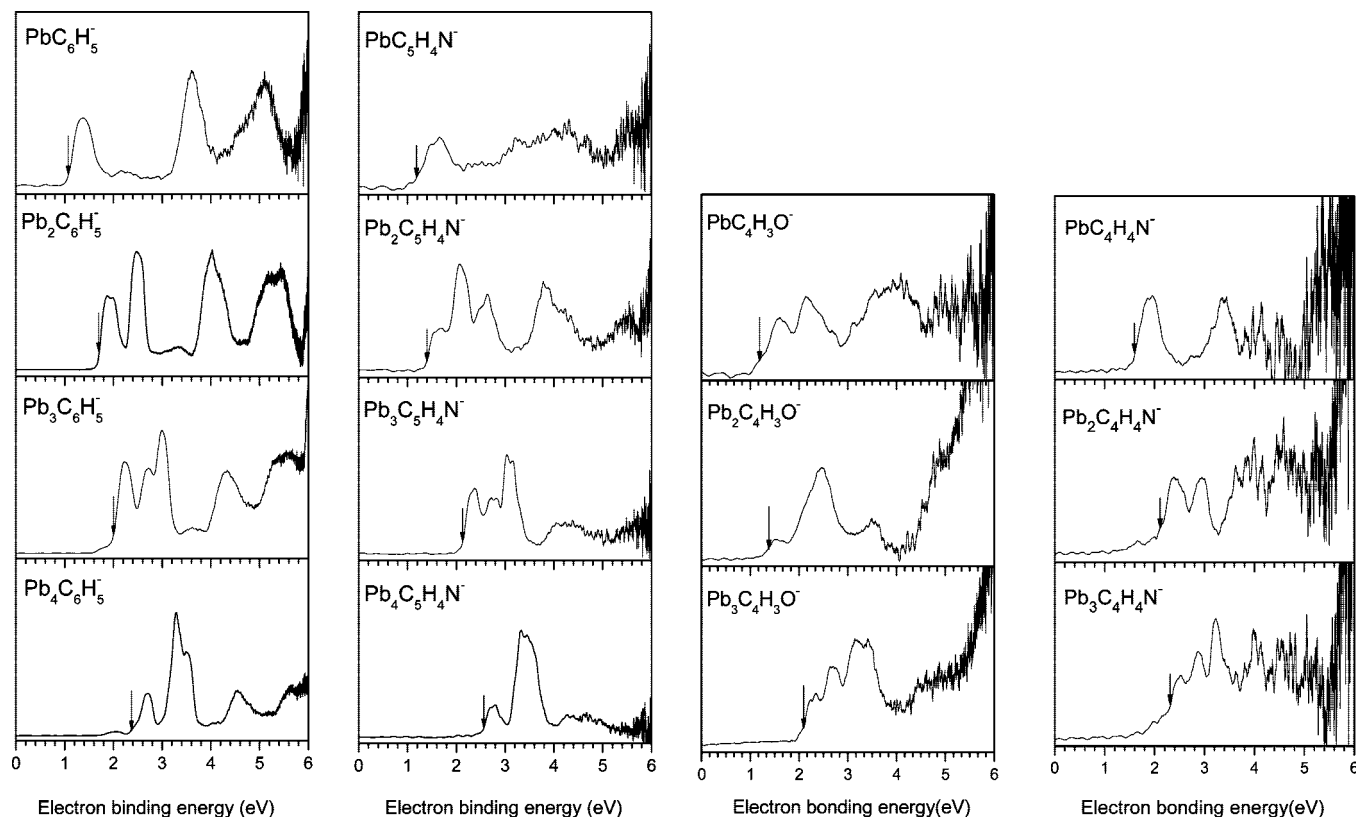 PbC₆H₅⁻
Pb₂C₆H₅⁻
Pb₃C₆H₅⁻
Pb₄C₆H₅⁻
0 1 2 3 4 5 6
Electron binding energy (eV)
PbC₅H₄N⁻
Pb₂C₅H₄N⁻
Pb₃C₅H₄N⁻
Pb₄C₅H₄N⁻
0 1 2 3 4 5 6
Electron binding energy (eV)
PbC₄H₃O⁻
Pb₂C₄H₃O⁻
Pb₃C₄H₃O⁻
0 1 2 3 4 5 6
Electron bonding energy(eV)
PbC₄H₄N⁻
Pb₂C₄H₄N⁻
Pb₃C₄H₄N⁻
0 1 2 3 4 5 6
Electron bonding energy(eV)